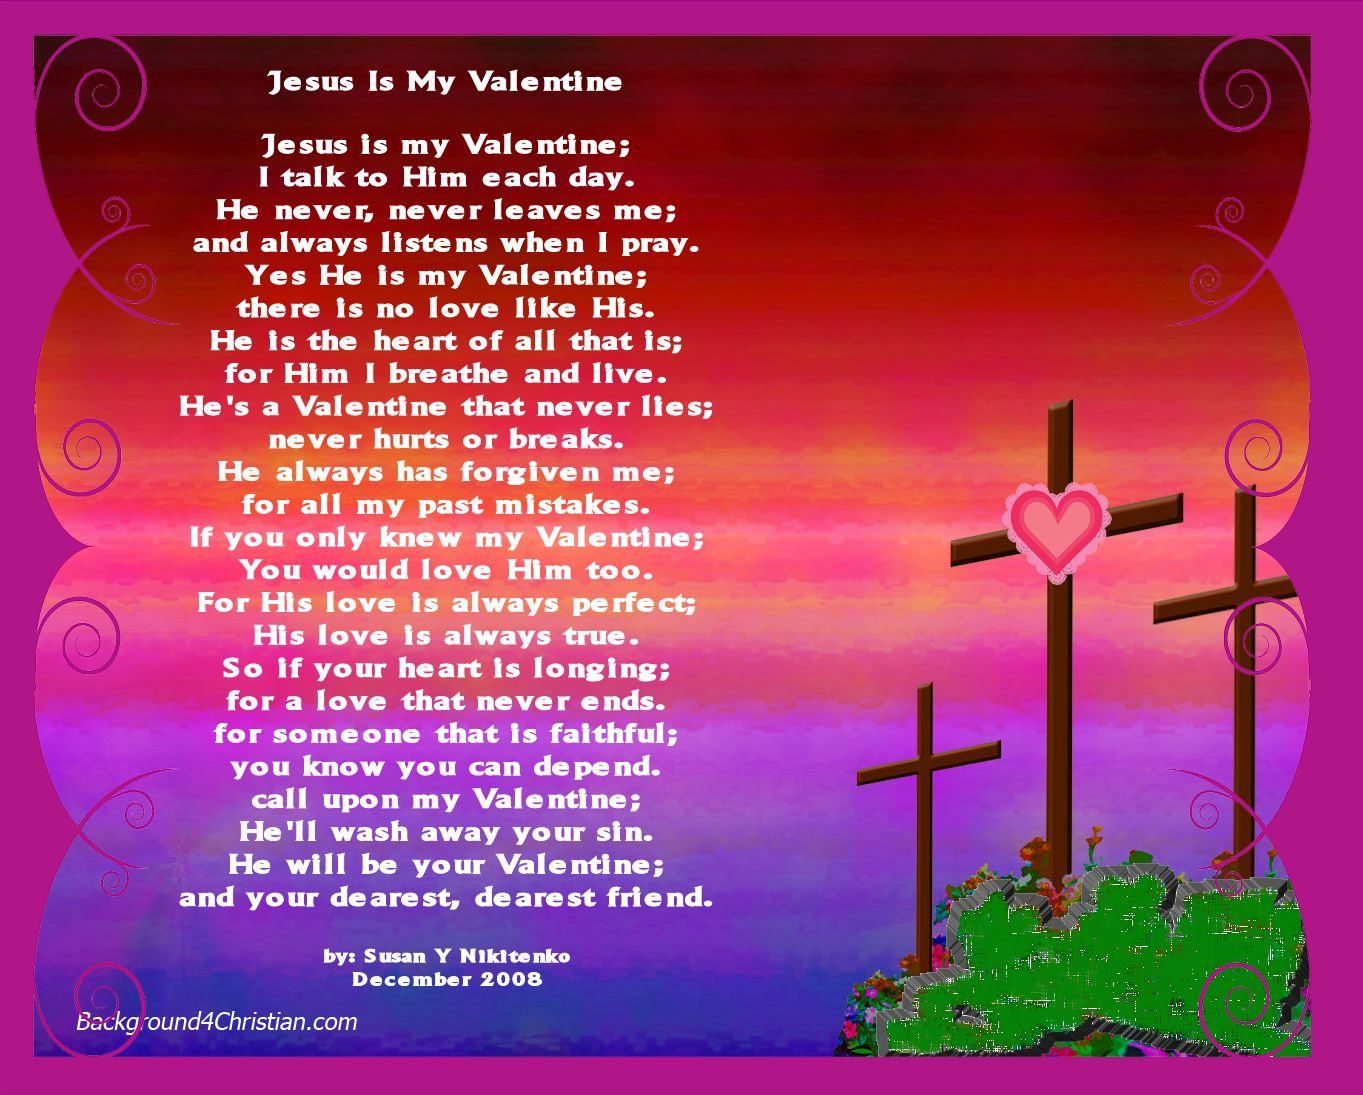 Jesus Is My Valentine
Jesus is my Valentine;
I talk to Him each day.
He never, never leaves me;
and always listens when I pray.
Yes He is my Valentine;
there is no love like His.
He is the heart of all that is;
for Him I breathe and live.
He's a Valentine that never lies;
never hurts or breaks.
He always has forgiven me;
for all my past mistakes.
If you only knew my Valentine;
You would love Him too.
For His love is always perfect;
His love is always true.
So if your heart is longing;
for a love that never ends.
for someone that is faithful;
you know you can depend.
call upon my Valentine;
He'll wash away your sin.
He will be your Valentine;
and your dearest, dearest friend.
by: Susan Y Nikitenko
December 2008
Background4Christian.com